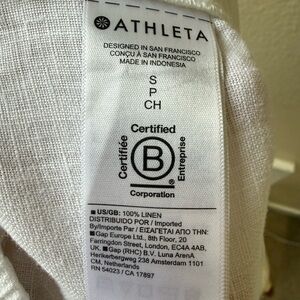 ATHLETA
DESIGNED IN SAN FRANCISCO
CONÇU À SAN FRANCISCO
MADE IN INDONESIA
S
P
CH
Certified
Certifiée
B
Entreprise
Corporation
US/GB: 100% LINEN
DISTRIBUIDO POR / Imported
By/Importe Par / ΕΙΣΑΓΕΤΑΙ ΑΠΟ ΤΗΝ:
Gap Europe Ltd., 8th Floor, 20
Farringdon Street, London, EC4A 4AB,
UK. Gap (RHC) B.V. Luna ArenA
Herikerbergweg 238 Amsterdam 1101
CM, Netherlands
RN 54023 / CA 17897